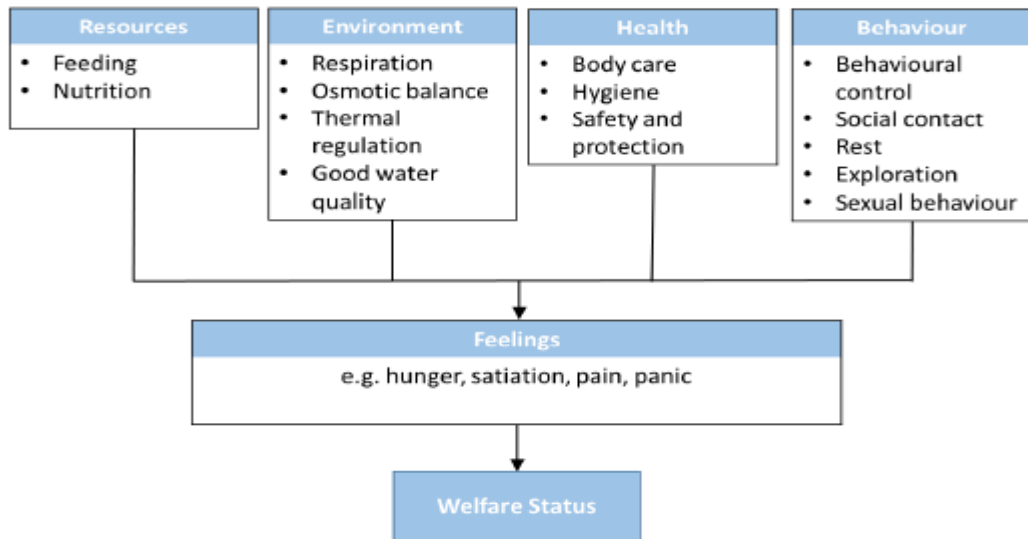 Resources
• Feeding
• Nutrition
Environment
• Respiration
• Osmotic balance
• Thermal
regulation
• Good water
quality
Health
• Body care
• Hygiene
• Safety and
protection
Behaviour
• Behavioural
control
• Social contact
• Rest
• Exploration
• Sexual behaviour
Feelings
e.g. hunger, satiation, pain, panic
Welfare Status